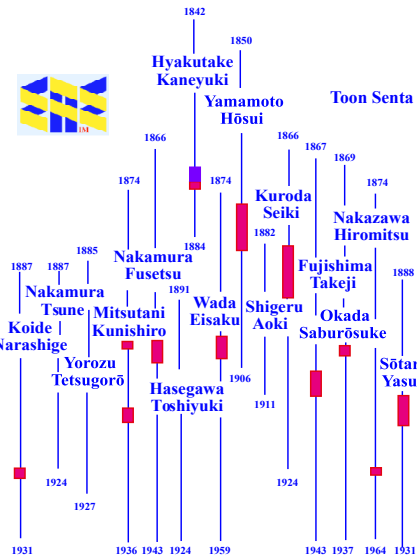 1842
Hyakutake
Kaneyuki
1850
Yamamoto
Hōsui
Toon Senta
1866
1866
1867
1869
1874
1874
1874
Kuroda
Seiki
Nakazawa
Hiromitsu
1884
1882
1885
Nakamura
Fusetsu
Fujishima
Takeji
1887
1887
1888
Nakamura
Tsune
1891
Mitsutani
Kunishiro
Wada
Eisaku
Shigeru
Aoki
Okada
Saburōsuke
Koide
Narashige
Yorozu
Tetsugorō
Sōtar
Yasu
1906
Hasegawa
Toshiyuki
1911
1924
1924
1927
1931
1936
1943
1924
1959
1943
1937
1964
1931
IM